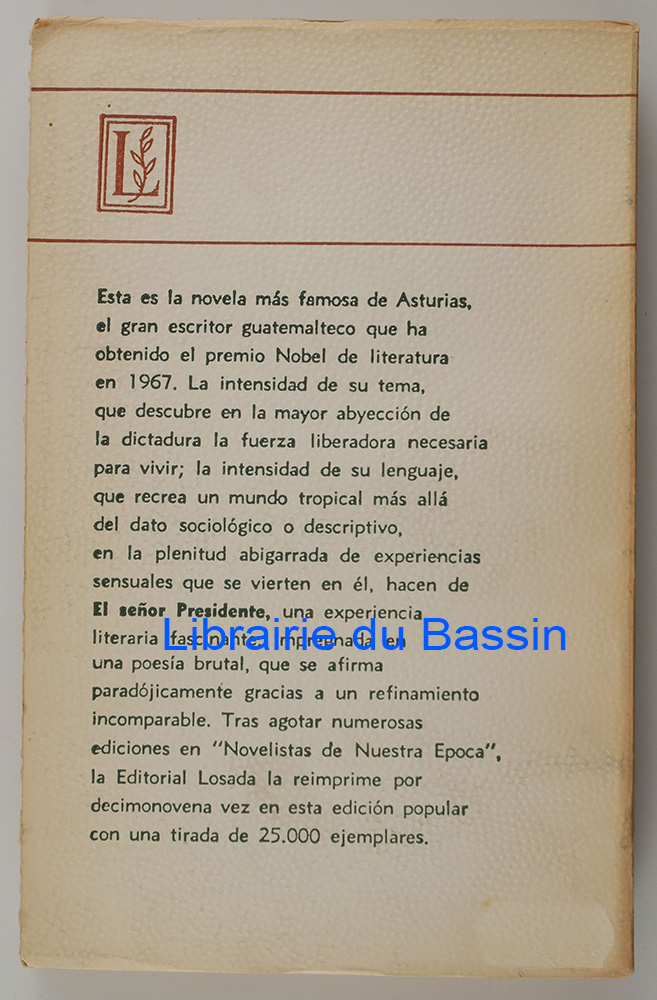 L
Esta es la novela más famosa de Asturias,
el gran escritor guatemalteco que ha
obtenido el premio Nobel de literatura
en 1967. La intensidad de su tema,
que descubre en la mayor abyección de
la dictadura la fuerza liberadora necesaria
para vivir; la intensidad de su lenguaje,
que recrea un mundo tropical más allá
del dato sociológico o descriptivo,
en la plenitud abigarrada de experiencias
sensuales que se vierten en él, hacen de
El señor Presidente, una experiencia
literaria fascinante, impregnada en
Librairie du Bassin
una poesía brutal, que se afirma
paradójicamente gracias a un refinamiento
incomparable. Tras agotar numerosas
ediciones en "Novelistas de Nuestra Epoca",
la Editorial Losada la reimprime por
decimonovena vez en esta edición popular
con una tirada de 25.000 ejemplares.